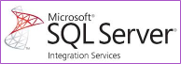 Microsoft®
SQL Server®
Integration Services